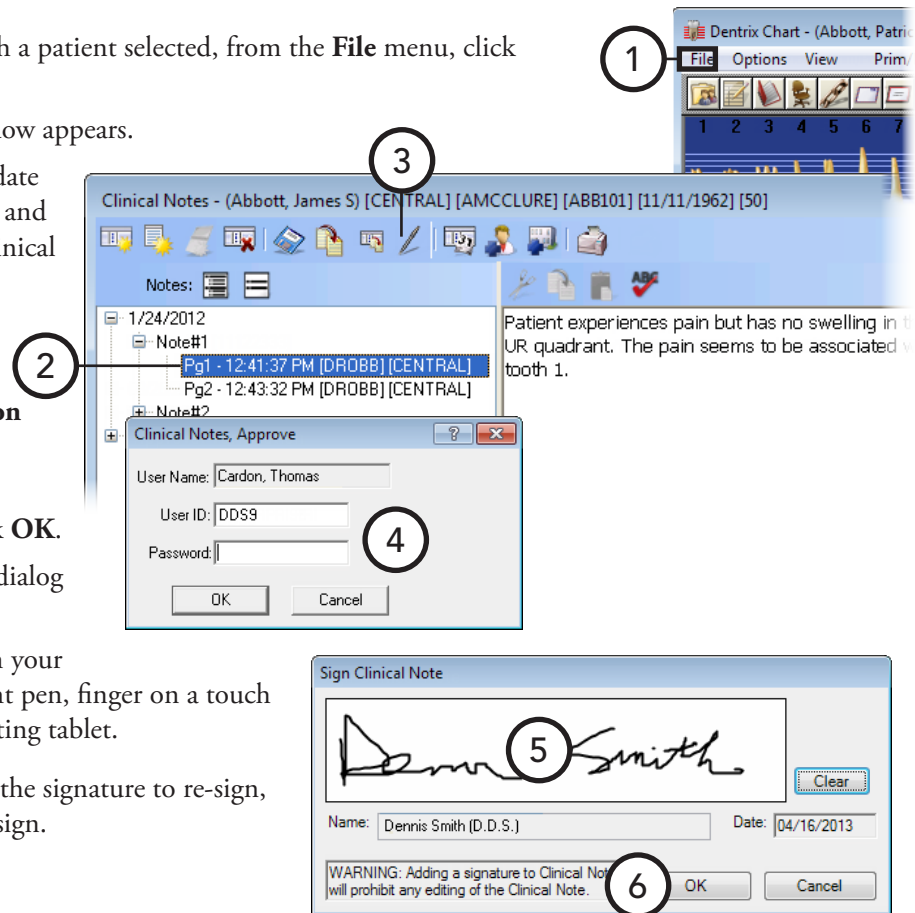 h a patient selected, from the File menu, click
ow appears.
date
and
inical
on
OK.
dialog
n your
nt pen, finger on a touch
ting tablet.
the signature to re-sign,
sign.
1
Dentrix Chart - (Abbott, Patric
File Options View Prim/
1 2 3 4 5 6 7
3
Clinical Notes - (Abbott, James S) [CENTRAL] [AMCCLURE] [ABB101] [11/11/1962] [50]
Notes:
ABC
1/24/2012
Note#1
2
Pg1 - 12:41:37 PM [DROBB] [CENTRAL]
Pg2 - 12:43:32 PM [DROBB] [CENTRAL]
Note#2
Patient experiences pain but has no swelling in t
UR quadrant. The pain seems to be associated w
tooth 1.
Clinical Notes, Approve
User Name: Cardon, Thomas
User ID: DDS9
Password:
4
OK Cancel
Sign Clinical Note
Dennis Smith
5
Clear
Name: Dennis Smith (D.D.S.) Date: 04/16/2013
WARNING: Adding a signature to Clinical Not
will prohibit any editing of the Clinical Note.
6
OK Cancel